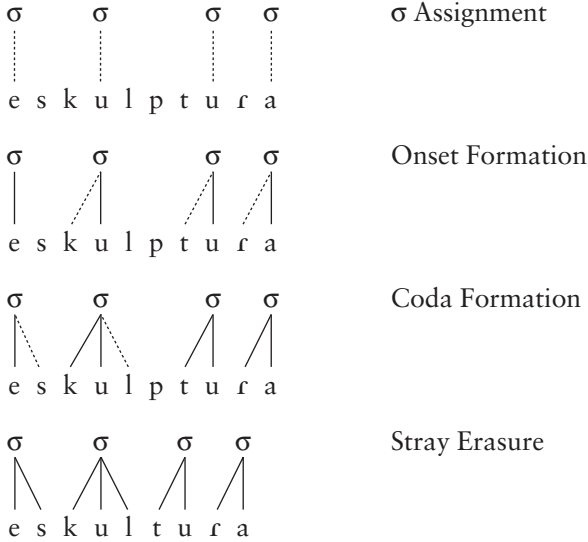 σ σ σ σ σ Assignment
e s k u l p t u ɾ a
σ σ σ σ Onset Formation
e s k u l p t u ɾ a
σ σ σ σ Coda Formation
e s k u l p t u ɾ a
σ σ σ σ Stray Erasure
e s k u l t u ɾ a